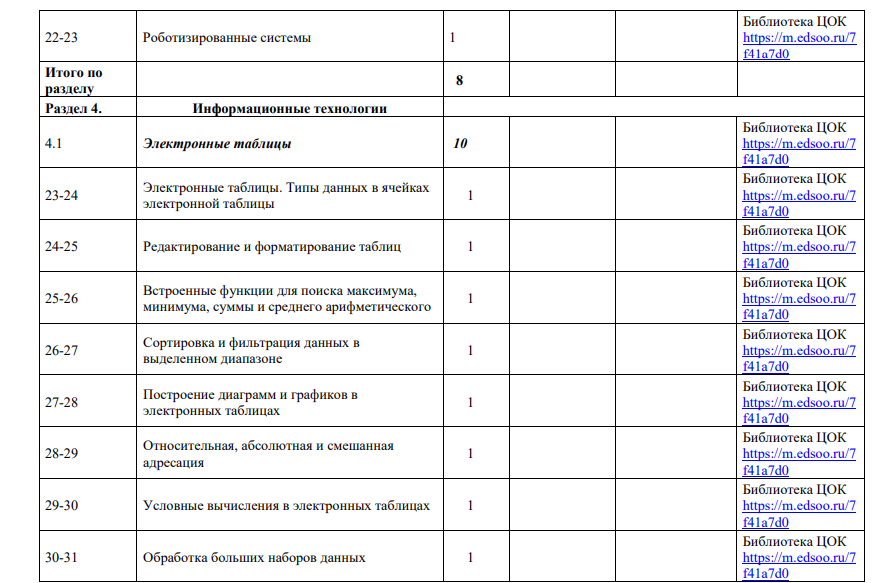 22-23 Роботизированные системы 1 Библиотека ЦОК
https://m.edsoo.ru/7
f41a7d0
Итого по
разделу 8
Раздел 4. Информационные технологии
4.1 Электронные таблицы 10 Библиотека ЦОК
https://m.edsoo.ru/7
f41a7d0
23-24 Электронные таблицы. Типы данных в ячейках
электронной таблицы 1 Библиотека ЦОК
https://m.edsoo.ru/7
f41a7d0
24-25 Редактирование и форматирование таблиц 1 Библиотека ЦОК
https://m.edsoo.ru/7
f41a7d0
25-26 Встроенные функции для поиска максимума,
минимума, суммы и среднего арифметического 1 Библиотека ЦОК
https://m.edsoo.ru/7
f41a7d0
26-27 Сортировка и фильтрация данных в
выделенном диапазоне 1 Библиотека ЦОК
https://m.edsoo.ru/7
f41a7d0
27-28 Построение диаграмм и графиков в
электронных таблицах 1 Библиотека ЦОК
https://m.edsoo.ru/7
f41a7d0
28-29 Относительная, абсолютная и смешанная
адресация 1 Библиотека ЦОК
https://m.edsoo.ru/7
f41a7d0
29-30 Условные вычисления в электронных таблицах 1 Библиотека ЦОК
https://m.edsoo.ru/7
f41a7d0
30-31 Обработка больших наборов данных 1 Библиотека ЦОК
https://m.edsoo.ru/7
f41a7d0